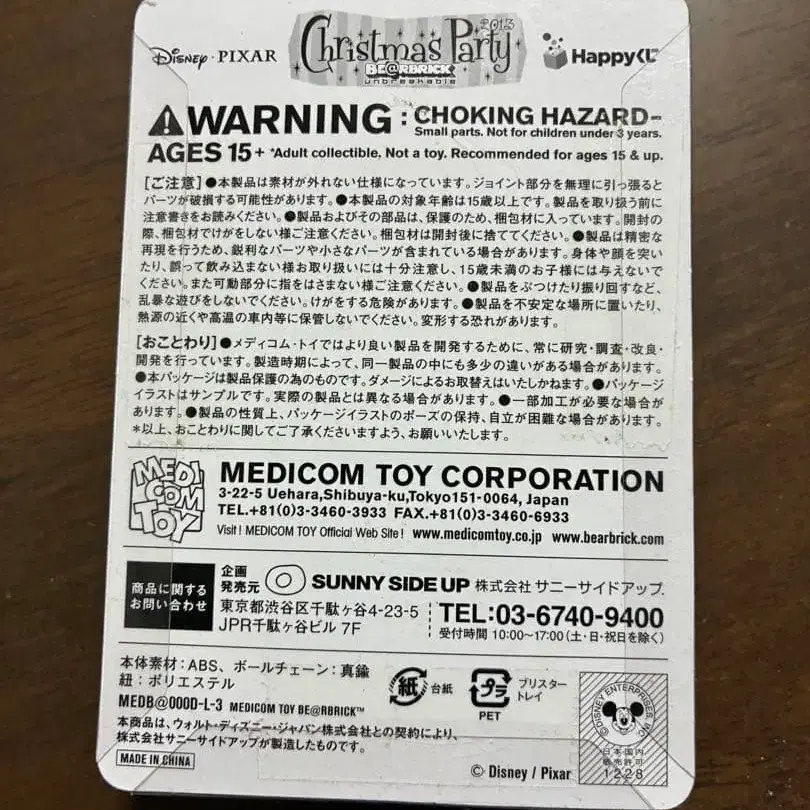 Disney · PIXAR
Christmas Party 2013
BE@RBRICK
unbreakable
Happyくじ
WARNING : CHOKING HAZARD-
Small parts. Not for children under 3 years.
AGES 15+ *Adult collectible. Not a toy. Recommended for ages 15 & up.
[ご注意] ●本製品は素材が外れない仕様になっています。ジョイント部分を無理に引っ張ると
パーツが破損する可能性があります。●本製品の対象年齢は15歳以上です。製品を取り扱う前に
注意書きをお読みください。●製品およびその部品は、保護のため、梱包材に入っています。開封の
際、梱包材でけがをしない様ご注意ください。梱包材は開封後に捨ててください。●製品は精密な
再現を行うため、鋭利なパーツや小さなパーツが含まれている場合があります。身体や顔を突い
たり、誤って飲み込まない様お取り扱いには十分注意し、15歳未満のお子様には与えないで
ください。また可動部分に指をはさまない様ご注意ください。●製品をぶつけたり振り回すなど、
乱暴な遊びをしないでください。けがをする危険があります。●製品を不安定な場所に置いたり、
熱源の近くや高温の車内等に保管しないでください。変形する恐れがあります。
[おことわり] ●メディコム・トイではより良い製品を開発するために、常に研究・調査・改良・
開発を行っています。製造時期によって、同一製品の中にも多少の違いがある場合があります。
●本パッケージは製品保護の為のものです。ダメージによるお取替えはいたしかねます。●パッケージ
イラストはサンプルです。実際の製品とは異なる場合があります。●一部加工が必要な場合が
あります。●製品の性質上、パッケージイラストのポーズの保持、自立が困難な場合があります。
*以上、おことわりに関してご了承くださいますよう、お願いいたします。
MEDI COM TOY
MEDICOM TOY CORPORATION
3-22-5 Uehara,Shibuya-ku,Tokyo151-0064, Japan
TEL.+81(0)3-3460-3933 FAX.+81(0)3-3460-6933
Visit! MEDICOM TOY Official Web Site! www.medicomtoy.co.jp www.bearbrick.com
商品に関する
お問い合わせ
企画
発売元
SUNNY SIDE UP 株式会社 サニーサイドアップ.
東京都渋谷区千駄ヶ谷4-23-5
JPR千駄ヶ谷ビル 7F
TEL:03-6740-9400
受付時間 10:00~17:00(土・日・祝日を除く)
本体素材:ABS、ボールチェーン:真鍮
紐:ポリエステル
MEDB@000D-L-3 MEDICOM TOY BE@RBRICK™
本商品は、ウォルト・ディズニー・ジャパン株式会社との契約により、
株式会社サニーサイドアップが製造したものです。
MADE IN CHINA
紙 台紙
プラ
PET
ブリスター
トレイ
© Disney / Pixar
©DISNEY ENTERPRISES, INC
日本国内
販売許可
1228